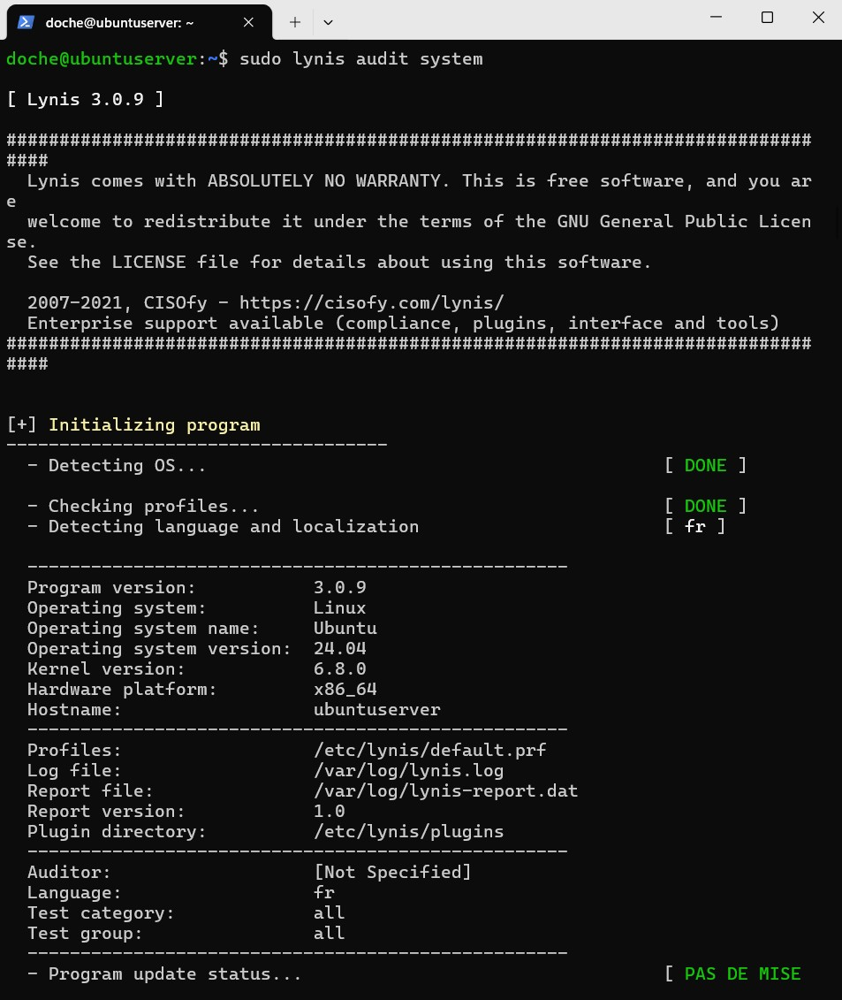 doche@ubuntuserver: ~
doche@ubuntuserver:~$ sudo lynis audit system
[ Lynis 3.0.9 ]
############################################################################
####
Lynis comes with ABSOLUTELY NO WARRANTY. This is free software, and you ar
e
welcome to redistribute it under the terms of the GNU General Public Licen
se.
See the LICENSE file for details about using this software.
2007-2021, CISOfy - https://cisofy.com/lynis/
Enterprise support available (compliance, plugins, interface and tools)
############################################################################
####
[+] Initializing program
------------------------------------
- Detecting OS... [ DONE ]
- Checking profiles... [ DONE ]
- Detecting language and localization [ fr ]
---------------------------------------------------
Program version: 3.0.9
Operating system: Linux
Operating system name: Ubuntu
Operating system version: 24.04
Kernel version: 6.8.0
Hardware platform: x86_64
Hostname: ubuntuserver
---------------------------------------------------
Profiles: /etc/lynis/default.prf
Log file: /var/log/lynis.log
Report file: /var/log/lynis-report.dat
Report version: 1.0
Plugin directory: /etc/lynis/plugins
---------------------------------------------------
Auditor: [Not Specified]
Language: fr
Test category: all
Test group: all
---------------------------------------------------
- Program update status... [ PAS DE MISE